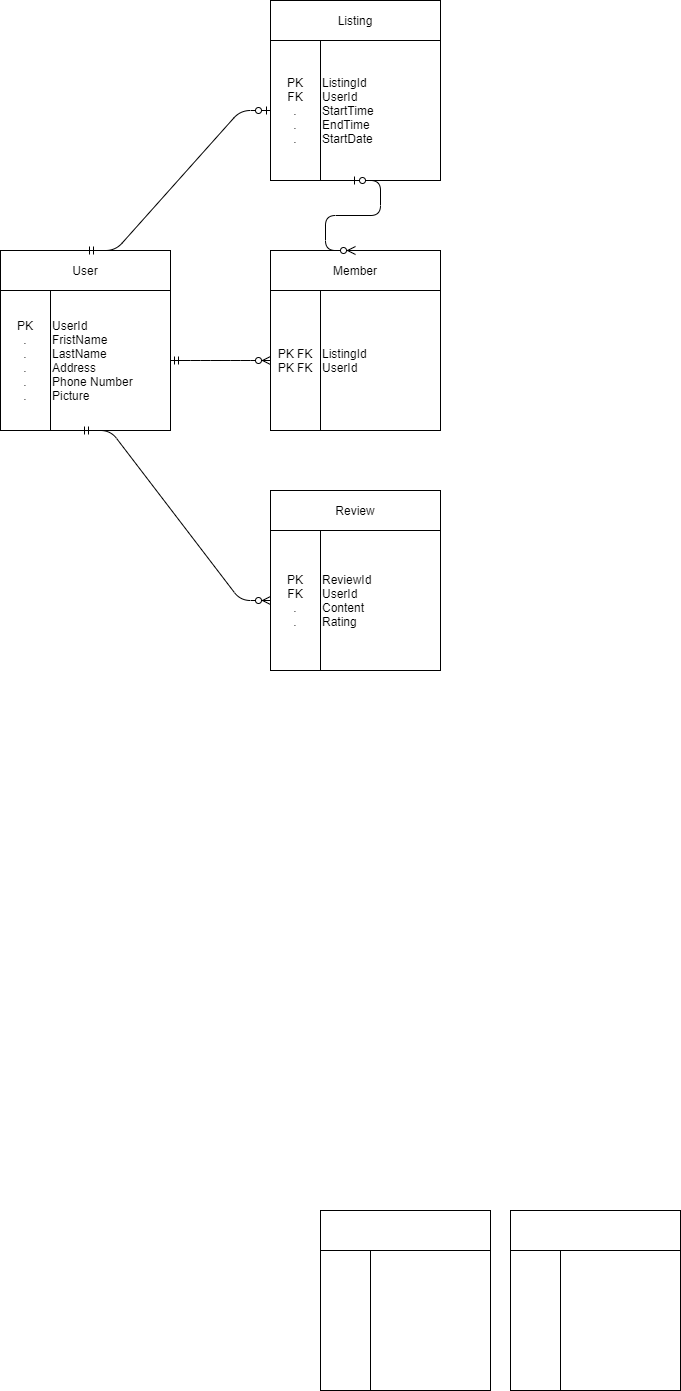 Listing
PK ListingId
FK UserId
. StartTime
. EndTime
. StartDate
User
PK UserId
. FristName
. LastName
. Address
. Phone Number
. Picture
Member
PK FK ListingId
PK FK UserId
Review
PK ReviewId
FK UserId
. Content
. Rating